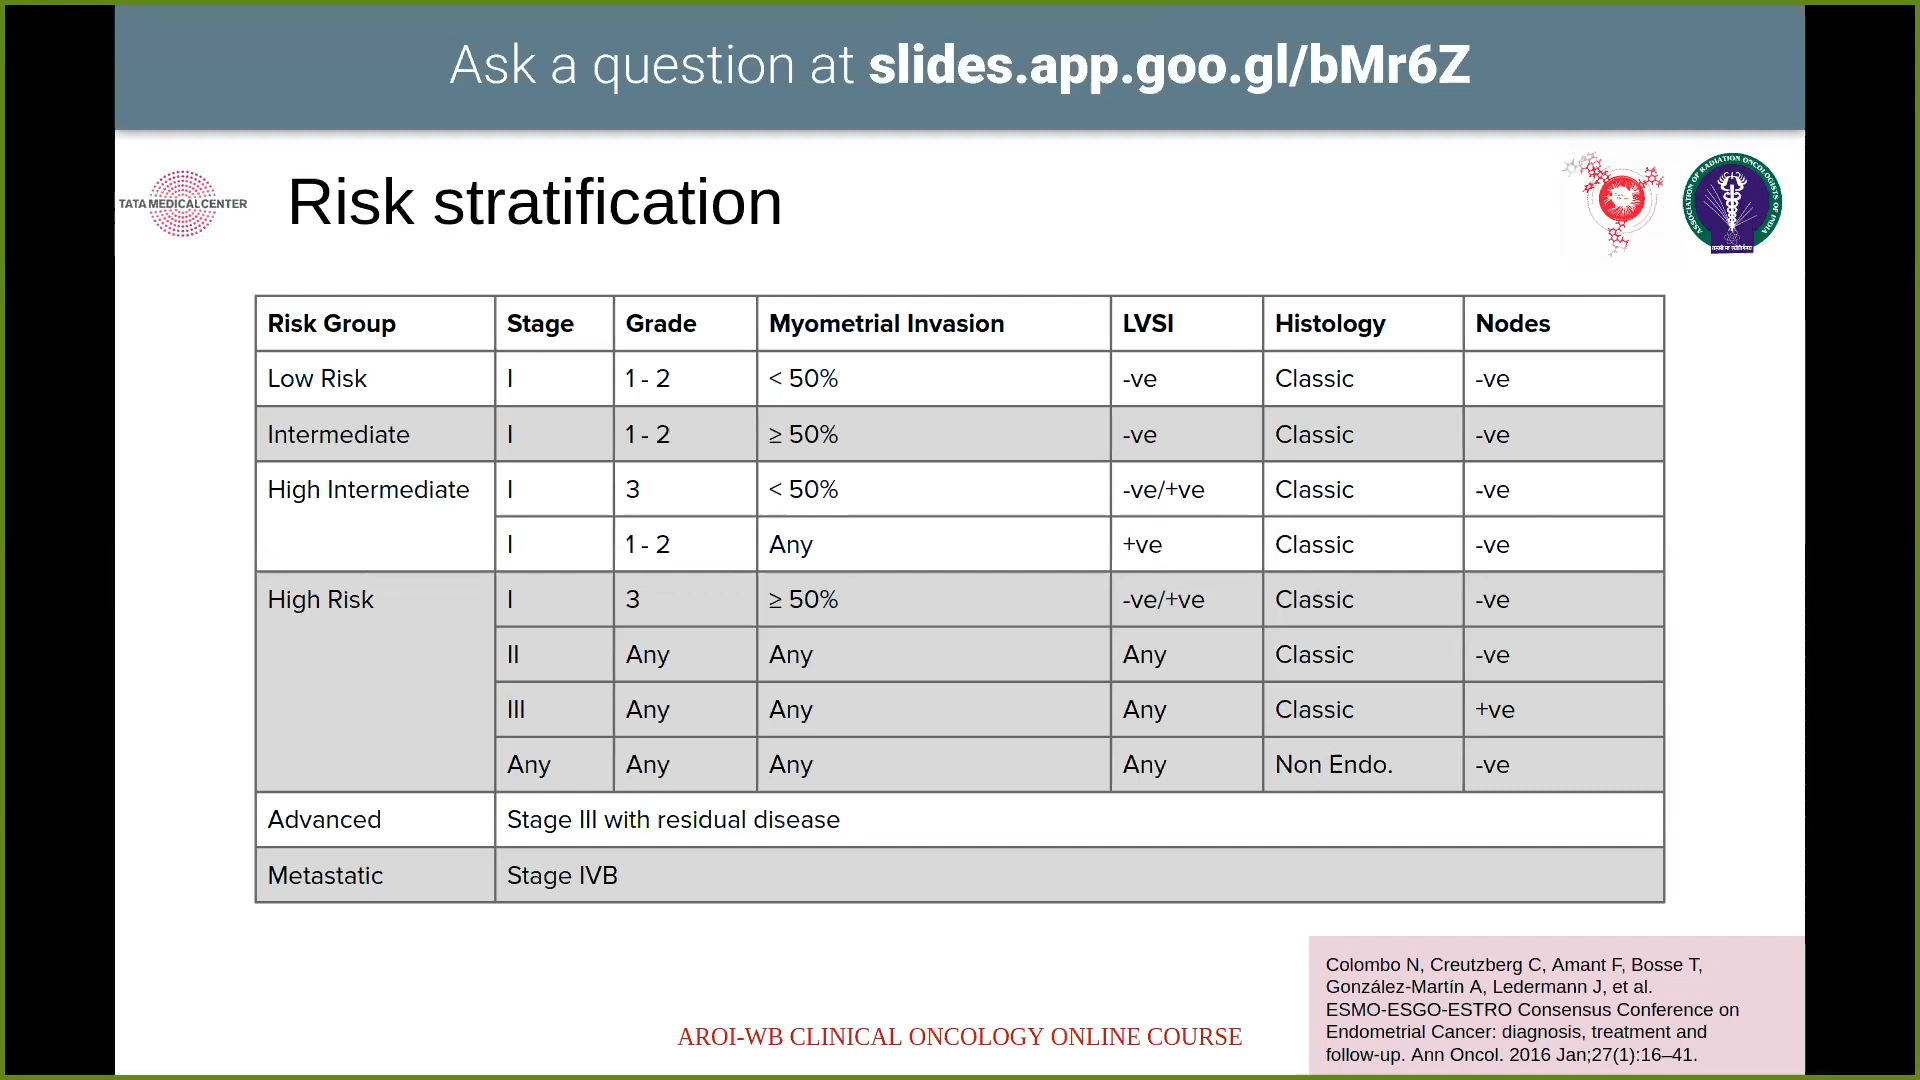 Ask a question at slides.app.goo.gl/bMr6Z
TATA MEDICAL CENTER
Risk stratification
ASSOCIATION OF RADIATION ONCOLOGISTS OF INDIA
Risk Group Stage Grade Myometrial Invasion LVSI Histology Nodes
Low Risk I 1 - 2 < 50% -ve Classic -ve
Intermediate I 1 - 2 ≥ 50% -ve Classic -ve
High Intermediate I 3 < 50% -ve/+ve Classic -ve
I 1 - 2 Any +ve Classic -ve
High Risk I 3 ≥ 50% -ve/+ve Classic -ve
II Any Any Any Classic -ve
III Any Any Any Classic +ve
Any Any Any Any Non Endo. -ve
Advanced Stage III with residual disease
Metastatic Stage IVB
Colombo N, Creutzberg C, Amant F, Bosse T,
González-Martín A, Ledermann J, et al.
ESMO-ESGO-ESTRO Consensus Conference on
Endometrial Cancer: diagnosis, treatment and
follow-up. Ann Oncol. 2016 Jan;27(1):16–41.
AROI-WB CLINICAL ONCOLOGY ONLINE COURSE